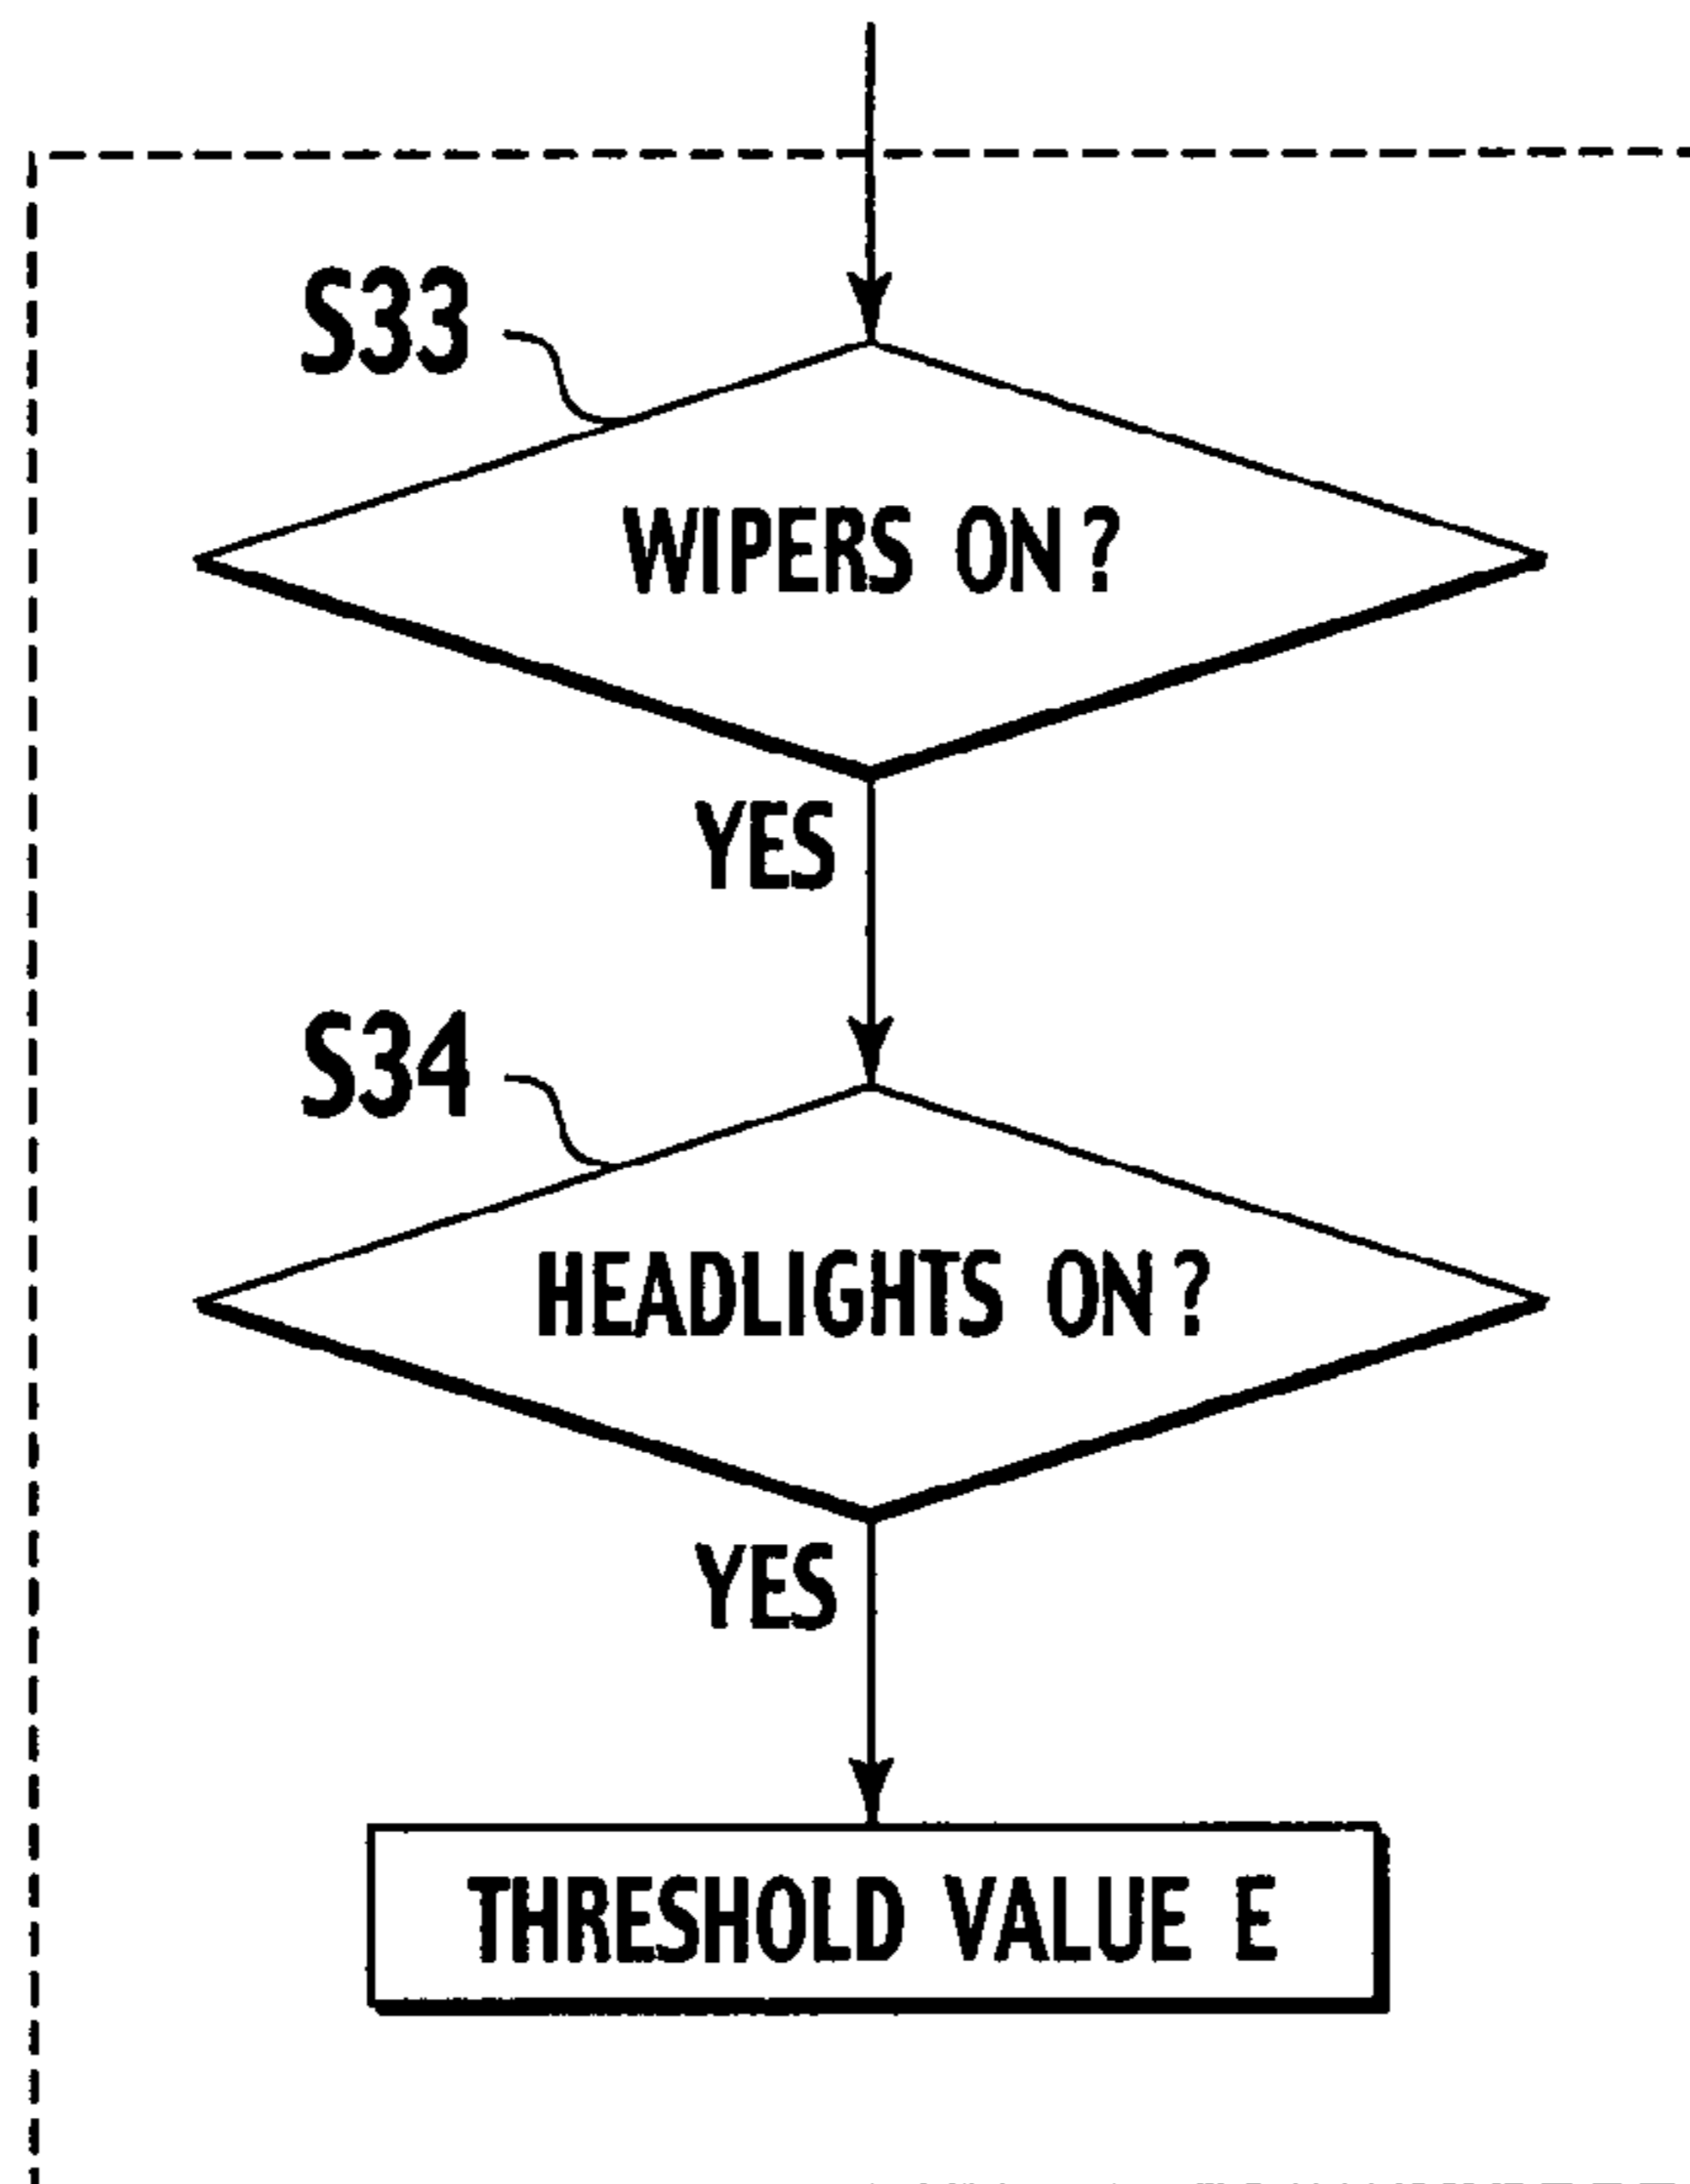 S33
WIPERS ON?
YES
S34
HEADLIGHTS ON?
YES
THRESHOLD VALUE E